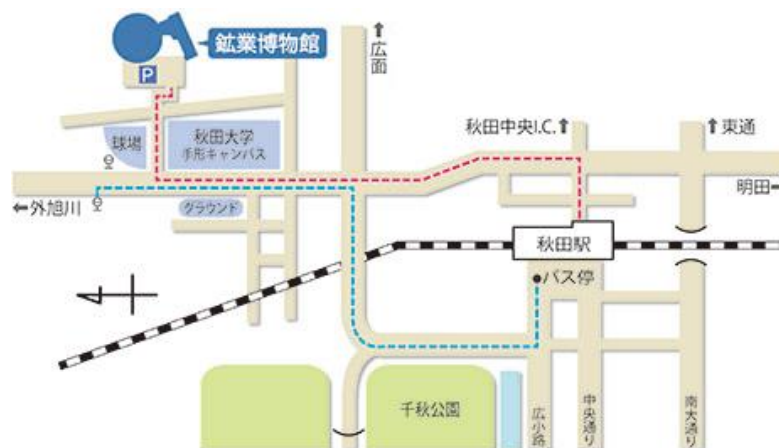 鉱業博物館
P
広面
秋田中央I.C.
東通
球場
秋田大学
手形キャンパス
明田
外旭川
グラウンド
秋田駅
バス停
千秋公園
広小路
中央通り
南大通り